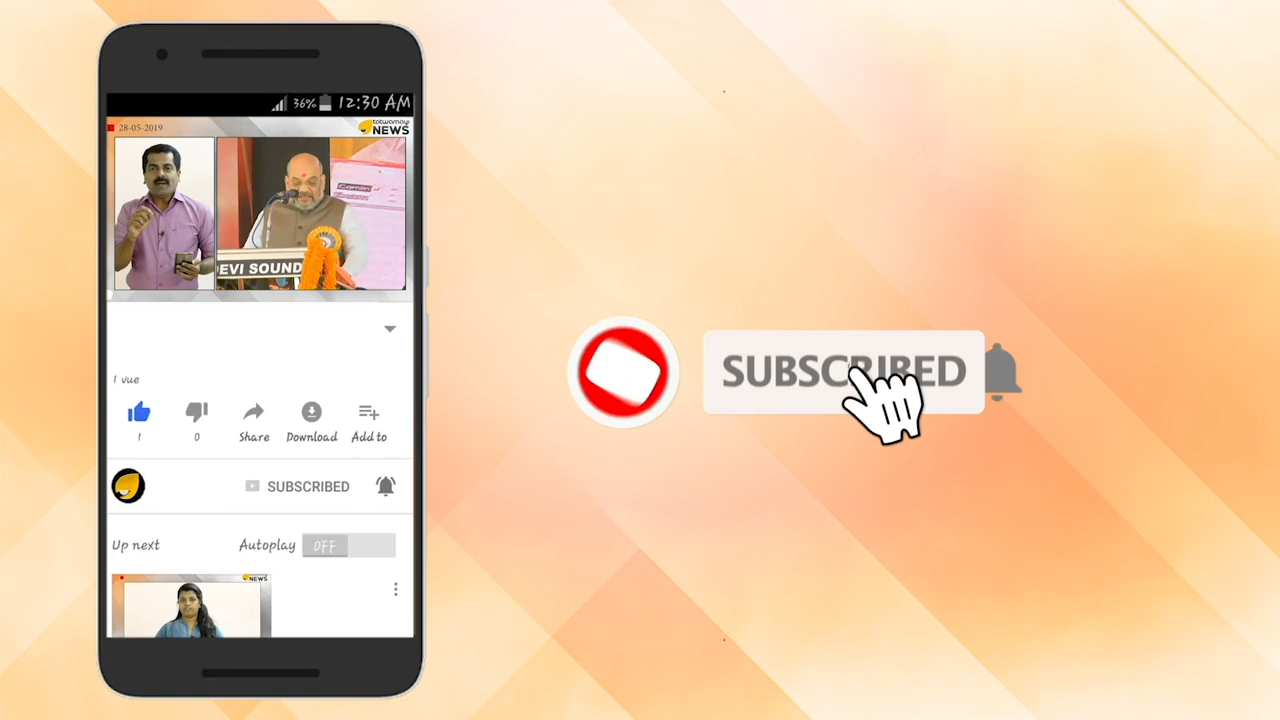 36% 12:30 AM
28-05-2019
tatwamayi
NEWS
DEVI SOUND
1 vue
1
0
Share
Download
Add to
SUBSCRIBED
Up next
Autoplay
OFF
NEWS
SUBSCRIBED